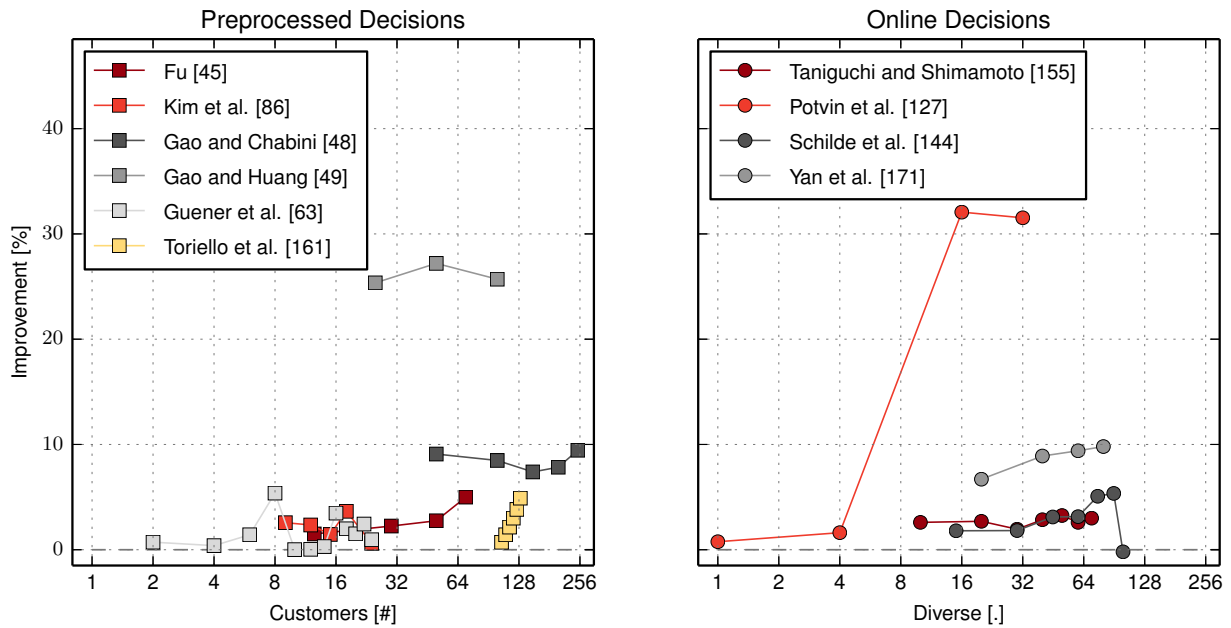 Preprocessed Decisions
Improvement [%]
40
30
20
10
0
Fu [45]
Kim et al. [86]
Gao and Chabini [48]
Gao and Huang [49]
Guener et al. [63]
Toriello et al. [161]
1 2 4 8 16 32 64 128 256
Customers [#]
Online Decisions
Taniguchi and Shimamoto [155]
Potvin et al. [127]
Schilde et al. [144]
Yan et al. [171]
1 2 4 8 16 32 64 128 256
Diverse [.]